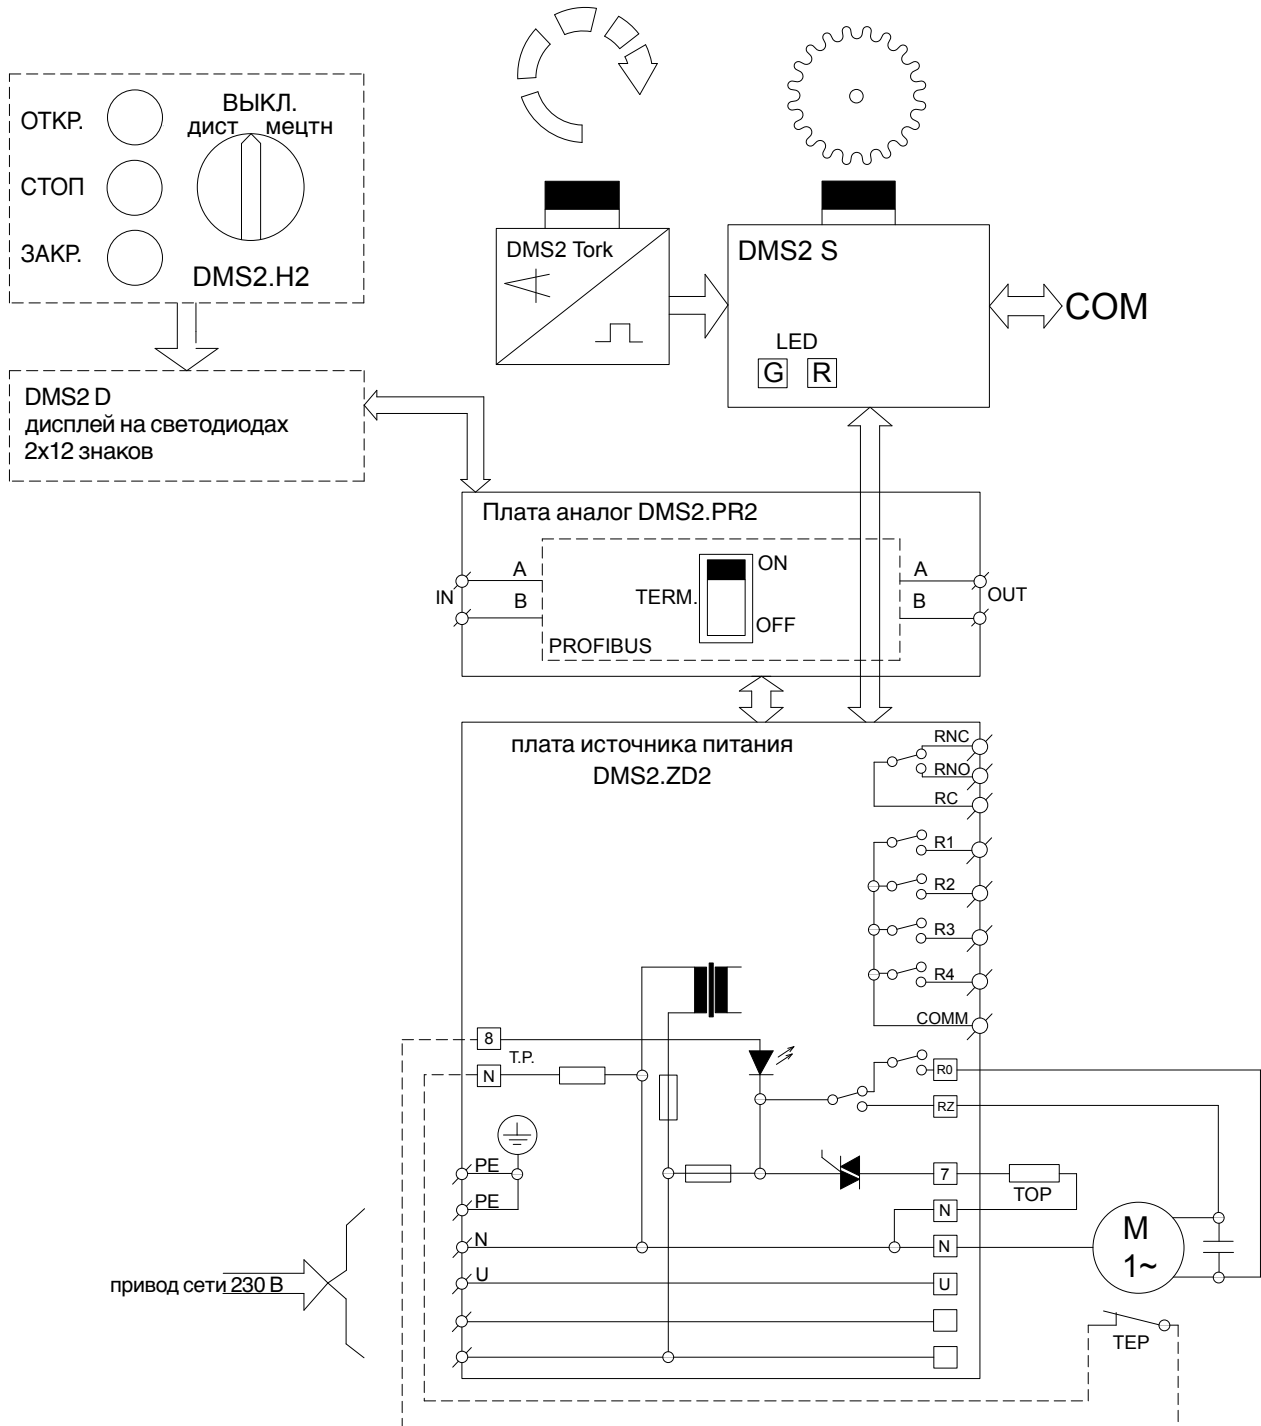 ОТКР.
СТОП
ЗАКР.
ВЫКЛ.
дист мецтн
DMS2.H2
DMS2 D
дисплей на светодиодах
2x12 знаков
DMS2 Tork
DMS2 S
LED
G R
COM
Плата аналог DMS2.PR2
IN
A
B
TERM.
ON
OFF
PROFIBUS
A
B
OUT
плата источника питания
DMS2.ZD2
RNC
RNO
RC
R1
R2
R3
R4
COMM
8
T.P.
N
R0
RZ
PE
PE
7
TOP
N
N
N
U
U
M
1~
TEP
привод сети 230 В